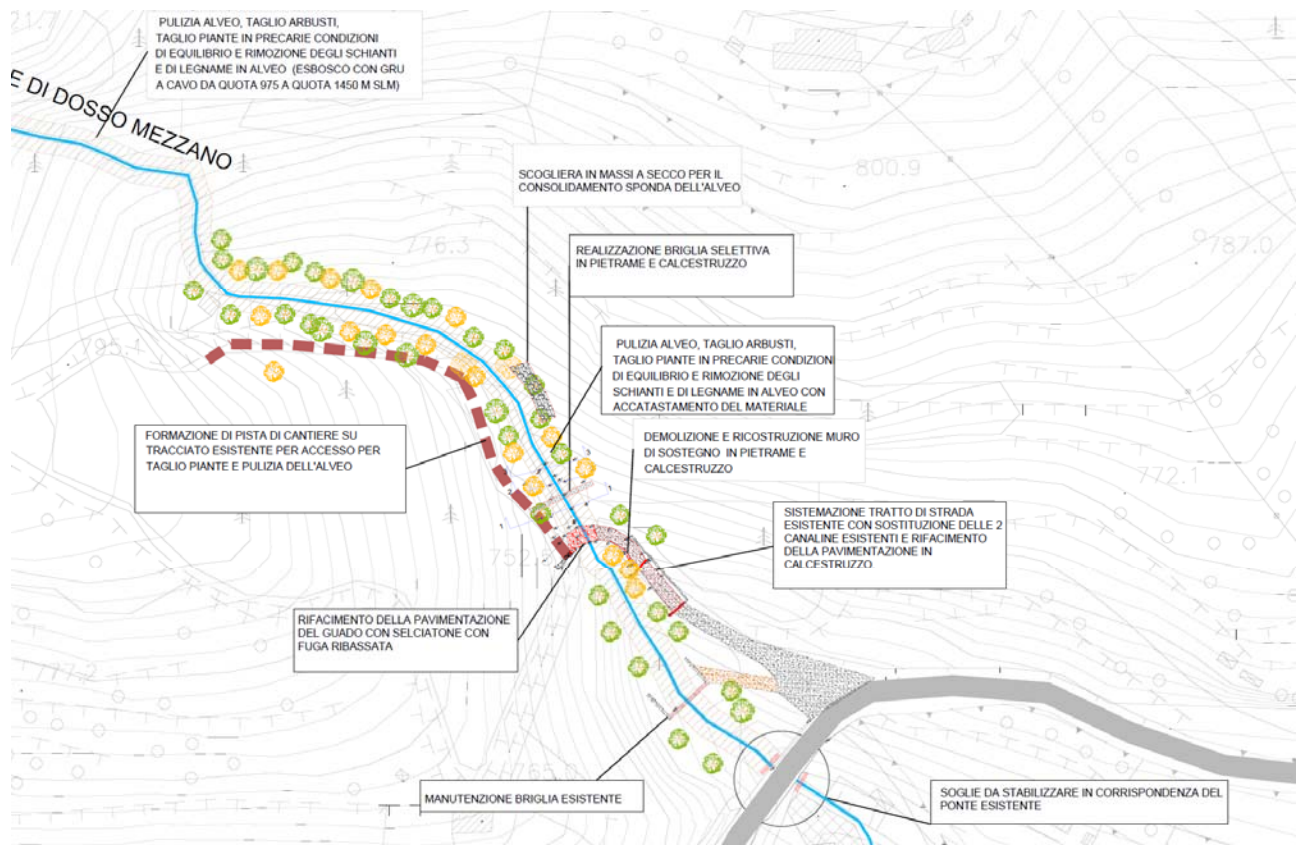 PULIZIA ALVEO, TAGLIO ARBUSTI,
TAGLIO PIANTE IN PRECARIE CONDIZIONI
DI EQUILIBRIO E RIMOZIONE DEGLI SCHIANTI
E DI LEGNAME IN ALVEO (ESBOSCO CON GRU
A CAVO DA QUOTA 975 A QUOTA 1450 M SLM)
E DI DOSSO MEZZANO
SCOGLIERA IN MASSI A SECCO PER IL
CONSOLIDAMENTO SPONDA DELL'ALVEO
800.9
776.3
787.0
REALIZZAZIONE BRIGLIA SELETTIVA
IN PIETRAME E CALCESTRUZZO
PULIZIA ALVEO, TAGLIO ARBUSTI,
TAGLIO PIANTE IN PRECARIE CONDIZIONI
DI EQUILIBRIO E RIMOZIONE DEGLI
SCHIANTI E DI LEGNAME IN ALVEO CON
ACCATASTAMENTO DEL MATERIALE
FORMAZIONE DI PISTA DI CANTIERE SU
TRACCIATO ESISTENTE PER ACCESSO PER
TAGLIO PIANTE E PULIZIA DELL'ALVEO
DEMOLIZIONE E RICOSTRUZIONE MURO
DI SOSTEGNO IN PIETRAME E
CALCESTRUZZO
772.1
SISTEMAZIONE TRATTO DI STRADA
ESISTENTE CON SOSTITUZIONE DELLE 2
CANALINE ESISTENTI E RIFACIMENTO
DELLA PAVIMENTAZIONE IN
CALCESTRUZZO
RIFACIMENTO DELLA PAVIMENTAZIONE
DEL GUADO CON SELCIATONE CON
FUGA RIBASSATA
MANUTENZIONE BRIGLIA ESISTENTE
SOGLIE DA STABILIZZARE IN CORRISPONDENZA DEL
PONTE ESISTENTE